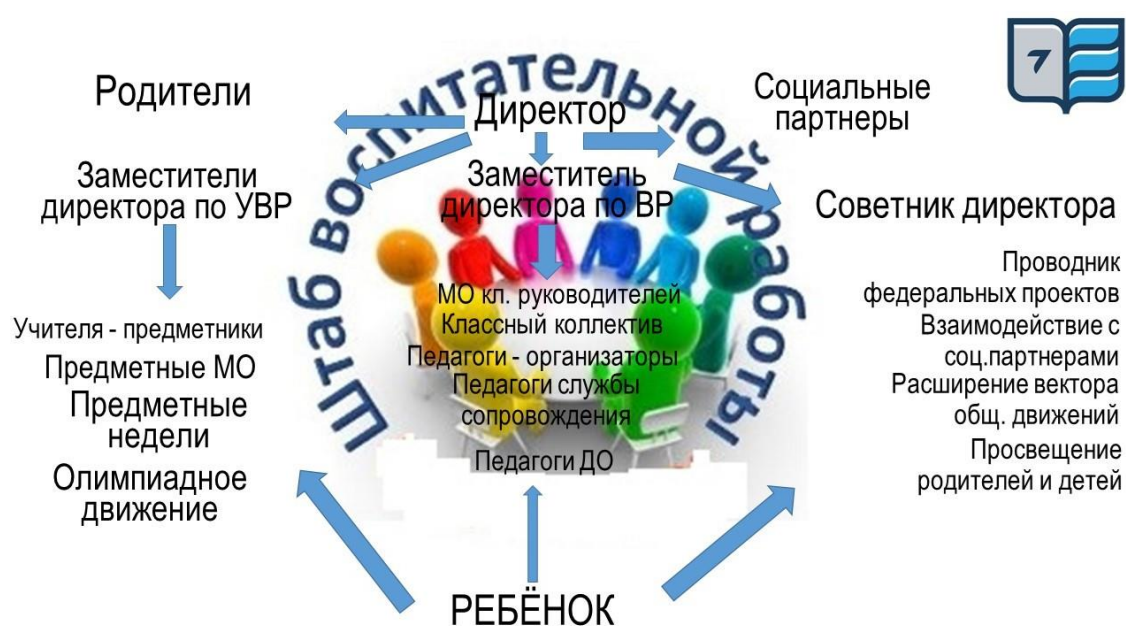 Штаб воспитательной работы
7
Родители
Директор
Социальные
партнеры
Заместители
директора по УВР
Заместитель
директора по ВР
Советник директора
Учителя - предметники
Предметные МО
Предметные
недели
Олимпиадное
движение
МО кл. руководителей
Классный коллектив
Педагоги - организаторы
Педагоги службы
сопровождения
Педагоги ДО
Проводник
федеральных проектов
Взаимодействие с
соц.партнерами
Расширение вектора
общ. движений
Просвещение
родителей и детей
РЕБЁНОК